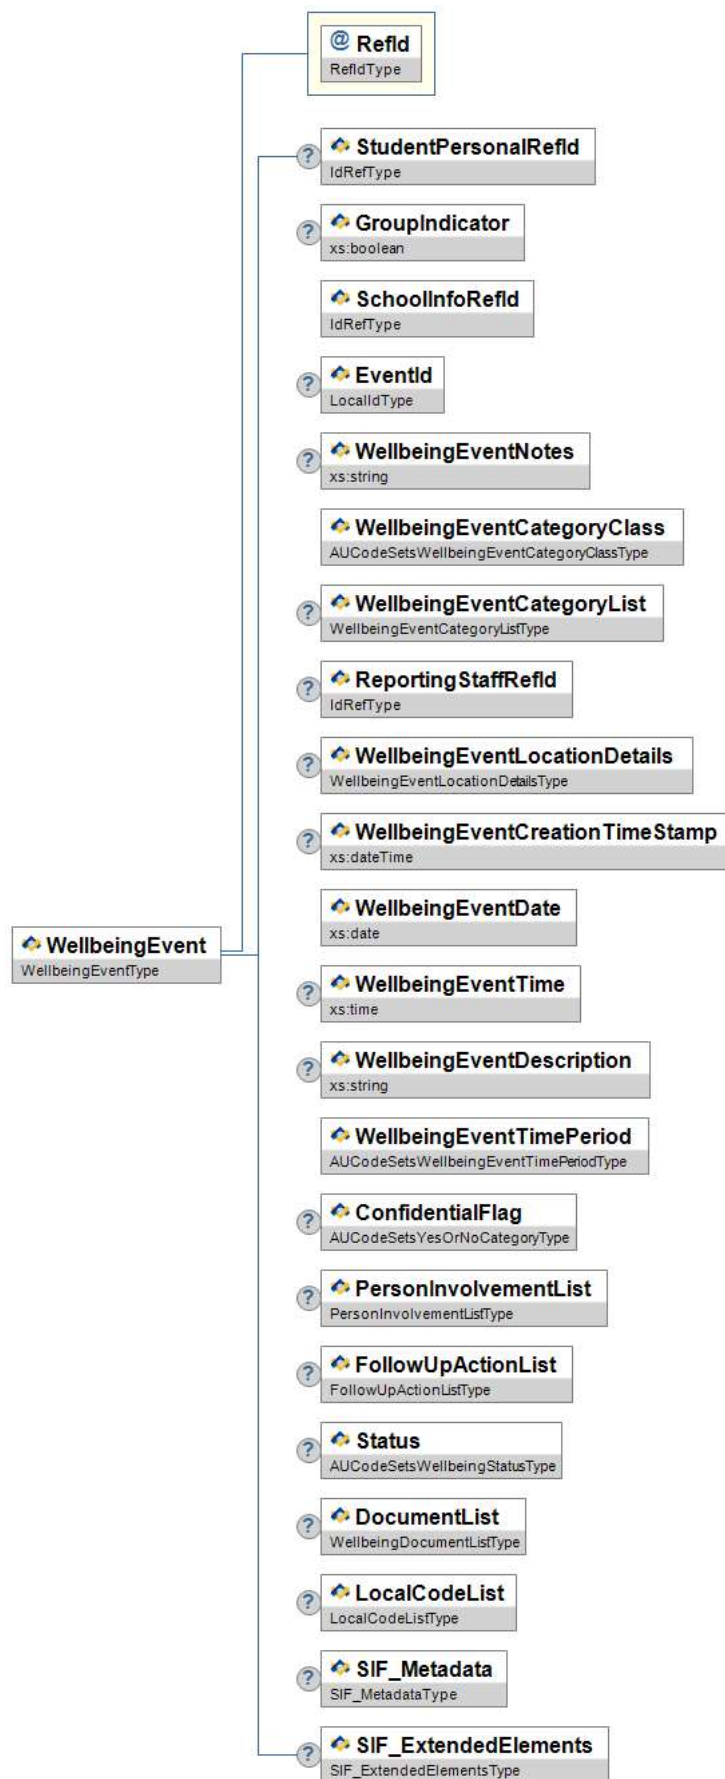 @ RefId
RefIdType
? StudentPersonalRefId
IdRefType
? GroupIndicator
xs:boolean
SchoolInfoRefId
IdRefType
? EventId
LocalIdType
? WellbeingEventNotes
xs:string
WellbeingEventCategoryClass
AUCodeSetsWellbeingEventCategoryClassType
? WellbeingEventCategoryList
WellbeingEventCategoryListType
? ReportingStaffRefId
IdRefType
? WellbeingEventLocationDetails
WellbeingEventLocationDetailsType
? WellbeingEventCreationTimeStamp
xs:dateTime
WellbeingEventDate
xs:date
WellbeingEvent
WellbeingEventType
? WellbeingEventTime
xs:time
? WellbeingEventDescription
xs:string
WellbeingEventTimePeriod
AUCodeSetsWellbeingEventTimePeriodType
? ConfidentialFlag
AUCodeSetsYesOrNoCategoryType
? PersonInvolvementList
PersonInvolvementListType
? FollowUpActionList
FollowUpActionListType
? Status
AUCodeSetsWellbeingStatusType
? DocumentList
WellbeingDocumentListType
? LocalCodeList
LocalCodeListType
? SIF_Metadata
SIF_MetadataType
? SIF_ExtendedElements
SIF_ExtendedElementsType